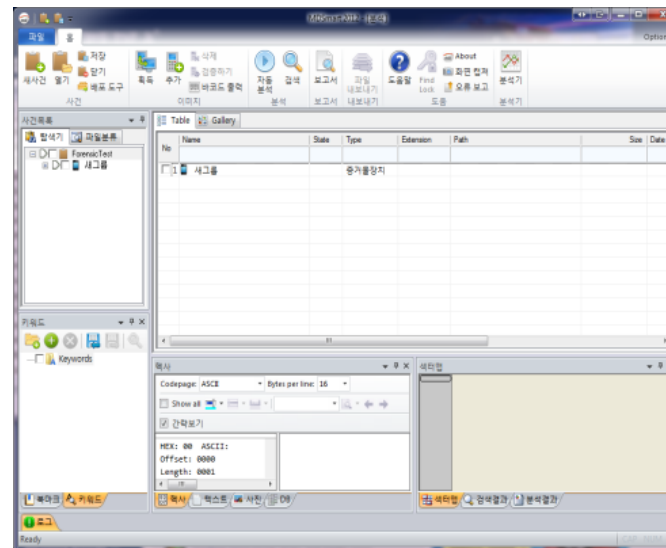 MDSmart2012 - [홈]
파일 홈 Option
저장 삭제 About
닫기 검증하기 화면 캡처
새사건 열기 배포 도구 획득 추가 바코드 출력 자동 분석 검색 보고서 파일 내보내기 도움말 Find Lock 오류 보고 분석기
사건 이미지 분석 보고서 내보내기 도움 분석기
사건목록 Table Gallery
탐색기 파일분류 No Name State Type Extension Path Size Date
ForensicTest
새그룹 1 새그룹 증거물장치
키워드
Keywords
헥사 섹터맵
Codepage: ASCII Bytes per line: 16
Show all
간략보기
HEX: 00 ASCII:
Offset: 0000
Length: 0001
북마크 키워드 헥사 텍스트 사진 DB 섹터맵 검색결과 분석결과
로그
Ready CAP NUM